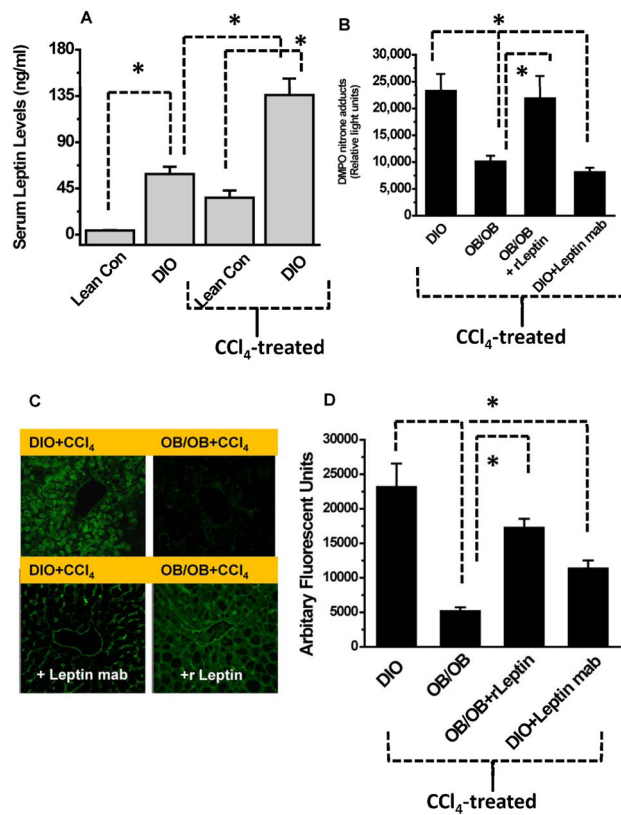 A
*
*
*
Serum Leptin Levels (ng/ml)
180
135
90
45
0
Lean Con
DIO
Lean Con
DIO
CCl4-treated
B
*
*
DMPO nitrone adducts
(Relative light units)
30,000
25,000
20,000
15,000
10,000
5,000
0
DIO
OB/OB
OB/OB
+ rLeptin
DIO+Leptin mab
CCl4-treated
C
DIO+CCl4
OB/OB+CCl4
DIO+CCl4
OB/OB+CCl4
+ Leptin mab
+r Leptin
D
*
*
Arbitary Fluorescent Units
30000
25000
20000
15000
10000
5000
0
DIO
OB/OB
OB/OB+rLeptin
DIO+Leptin mab
CCl4-treated